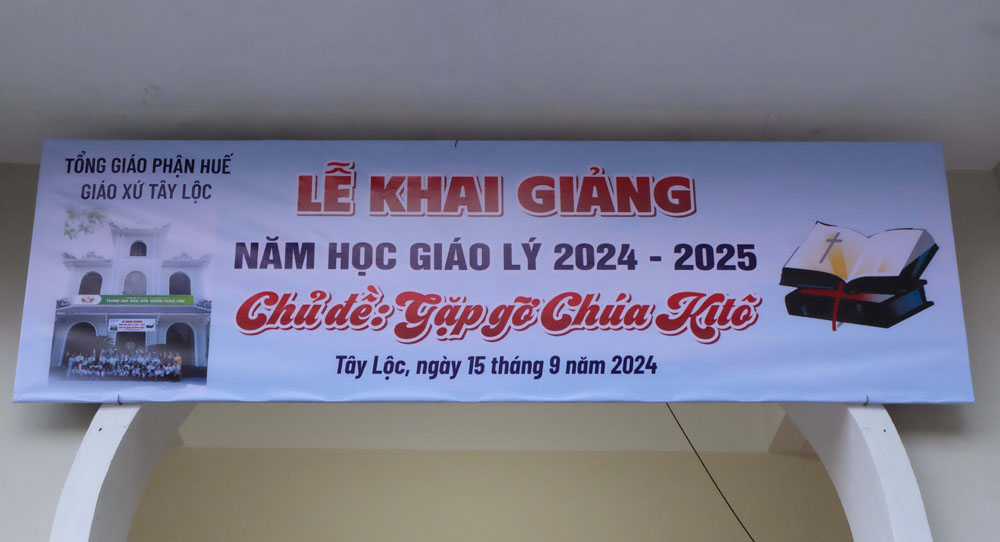 TỔNG GIÁO PHẬN HUẾ
GIÁO XỨ TÂY LỘC
LỄ KHAI GIẢNG
NĂM HỌC GIÁO LÝ 2024 - 2025
Chủ đề: Gặp gỡ Chúa Kitô
Tây Lộc, ngày 15 tháng 9 năm 2024